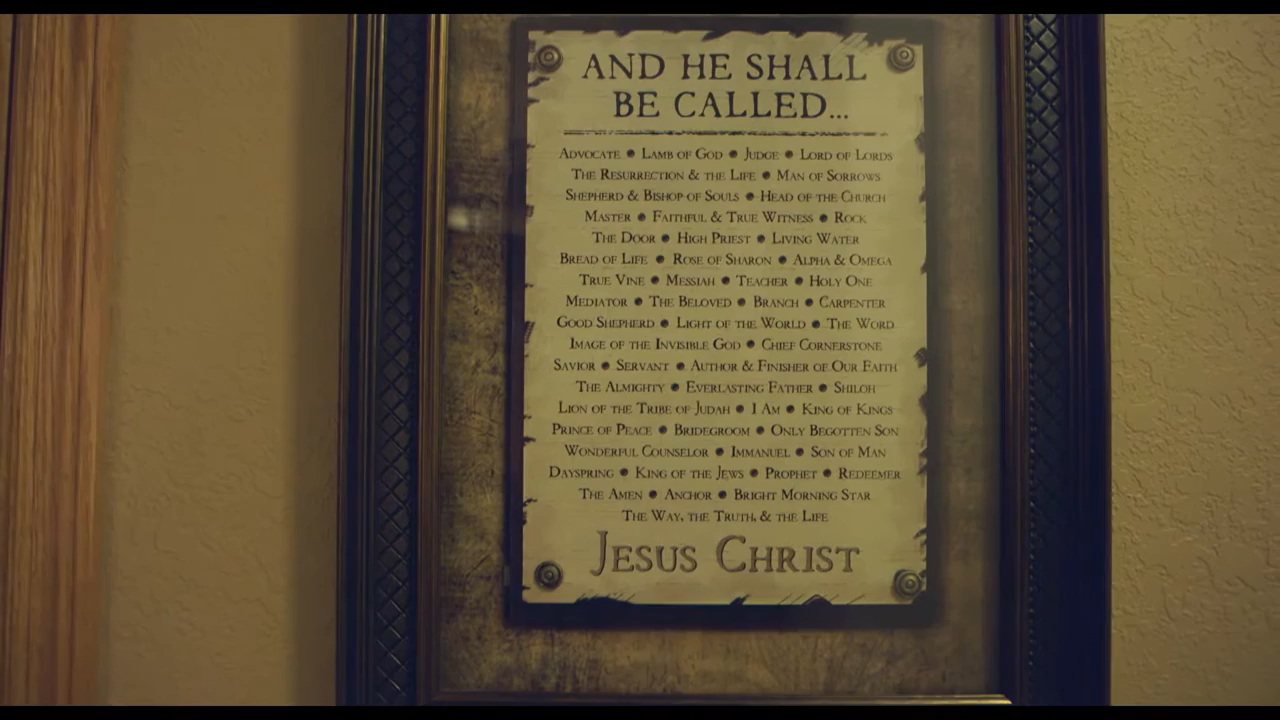 AND HE SHALL
BE CALLED...
ADVOCATE • LAMB OF GOD • JUDGE • LORD OF LORDS
THE RESURRECTION & THE LIFE • MAN OF SORROWS
SHEPHERD & BISHOP OF SOULS • HEAD OF THE CHURCH
MASTER • FAITHFUL & TRUE WITNESS • ROCK
THE DOOR • HIGH PRIEST • LIVING WATER
BREAD OF LIFE • ROSE OF SHARON • ALPHA & OMEGA
TRUE VINE • MESSIAH • TEACHER • HOLY ONE
MEDIATOR • THE BELOVED • BRANCH • CARPENTER
GOOD SHEPHERD • LIGHT OF THE WORLD • THE WORD
IMAGE OF THE INVISIBLE GOD • CHIEF CORNERSTONE
SAVIOR • SERVANT • AUTHOR & FINISHER OF OUR FAITH
THE ALMIGHTY • EVERLASTING FATHER • SHILOH
LION OF THE TRIBE OF JUDAH • I AM • KING OF KINGS
PRINCE OF PEACE • BRIDEGROOM • ONLY BEGOTTEN SON
WONDERFUL COUNSELOR • IMMANUEL • SON OF MAN
DAYSPRING • KING OF THE JEWS • PROPHET • REDEEMER
THE AMEN • ANCHOR • BRIGHT MORNING STAR
THE WAY, THE TRUTH, & THE LIFE
JESUS CHRIST